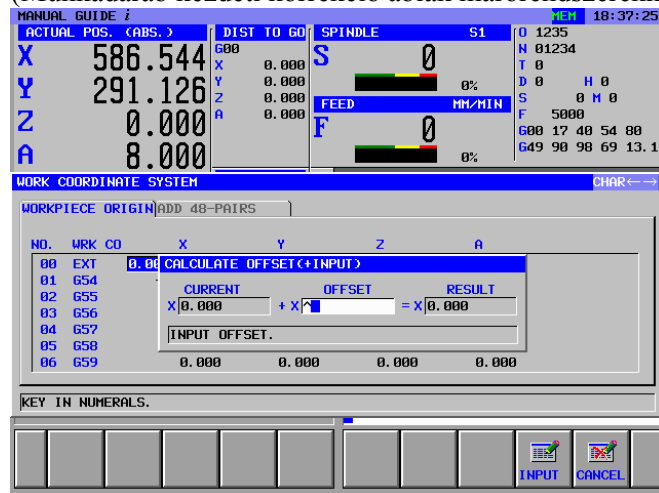 MANUAL GUIDE i MEM 18:37:25
ACTUAL POS. (ABS.) DIST TO GO SPINDLE S1 O 1235
X 586.544 G00 S 0 N 01234
X 0.000 T 0
Y 291.126 Y 0.000 0% D 0 H 0
Z 0.000 FEED MM/MIN S 0 M 0
Z 0.000 A 0.000 F 0 F 5000
G00 17 40 54 80
A 8.000 0% G49 90 98 69 13.1
WORK COORDINATE SYSTEM CHAR←→
WORKPIECE ORIGIN ADD 48-PAIRS
NO. WRK CO X Y Z A
00 EXT 0.00 CALCULATE OFFSET(+INPUT)
01 G54
CURRENT OFFSET RESULT
02 G55
X 0.000 + X = X 0.000
03 G56
04 G57 INPUT OFFSET.
05 G58
06 G59 0.000 0.000 0.000 0.000
KEY IN NUMERALS.
INPUT CANCEL